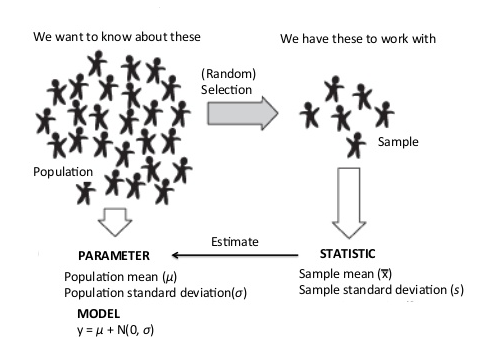 We want to know about these
We have these to work with
(Random)
Selection
Population
Sample
PARAMETER
Estimate
STATISTIC
Population mean (μ)
Population standard deviation(σ)
Sample mean (x̅)
Sample standard deviation (s)
MODEL
y = μ + N(0, σ)